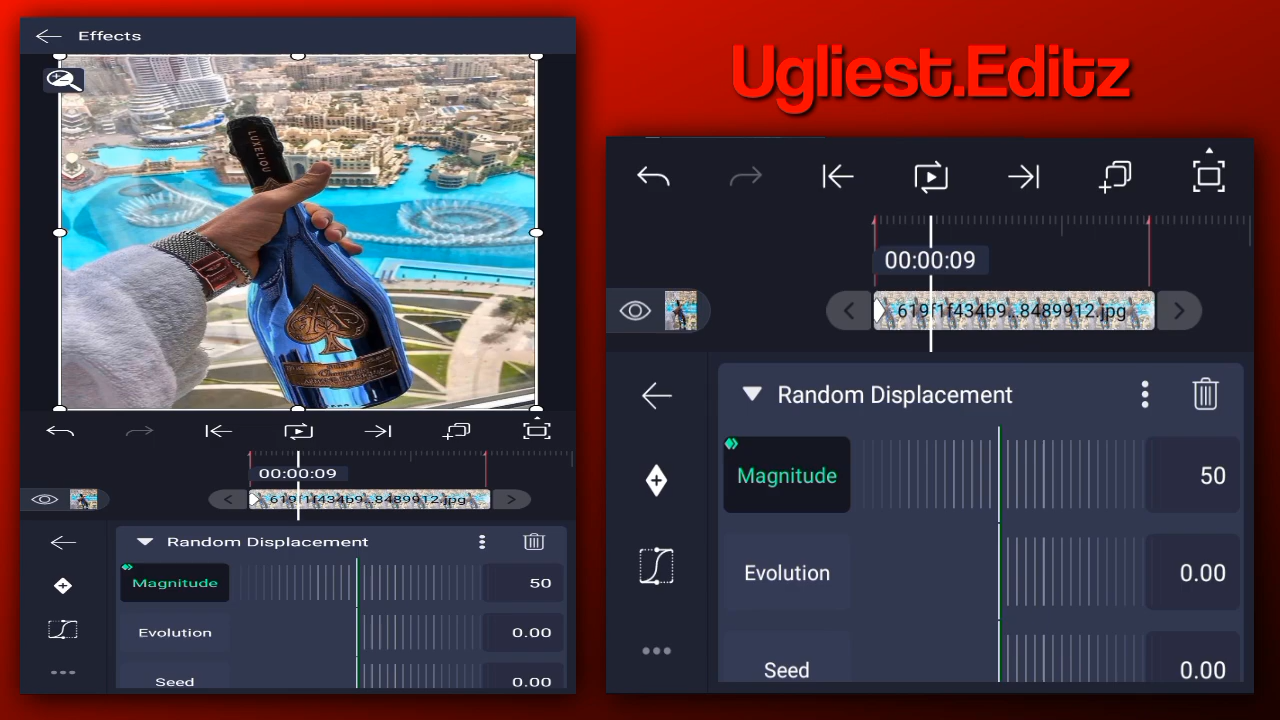 Effects
LUXELIOU
00:00:09
619f1f434b9...8489912.jpg
Random Displacement
Magnitude
50
Evolution
0.00
Seed
0.00
Ugliest.Editz
00:00:09
619f1f434b9...8489912.jpg
Random Displacement
Magnitude
50
Evolution
0.00
Seed
0.00